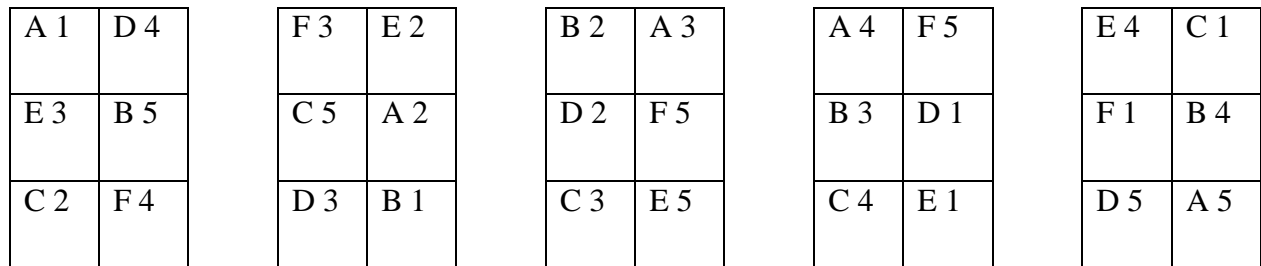 A 1 D 4 F 3 E 2 B 2 A 3 A 4 F 5 E 4 C 1
E 3 B 5 C 5 A 2 D 2 F 5 B 3 D 1 F 1 B 4
C 2 F 4 D 3 B 1 C 3 E 5 C 4 E 1 D 5 A 5